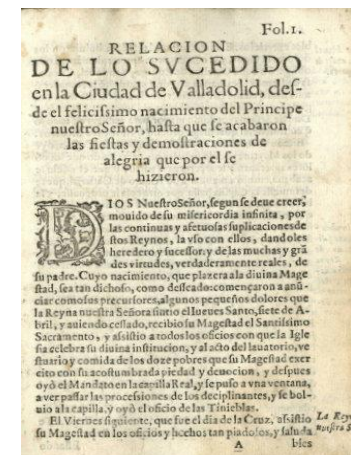 Fol.1.
RELACION
DE LO SVCEDIDO
en la Ciudad de Valladolid, des-
de el felicissimo nacimiento del Principe
nuestro Señor, hasta que se acabaron
las fiestas y demostraciones de
alegria que por el se
hizieron.
DIOS Nuestro Señor, segun se deue creer,
mouido de su misericordia infinita, por
las continuas y afetuosas suplicaciones de
stos Reynos, la vso con ellos, dandoles
heredero y sucessor y de las muchas y grã
des virtudes, verdaderamente reales, de
su padre. Cuyo nacimiento, que plazera ala diuina Mage
stad, sea tan dichoso, como desseado: començaron a anũ-
ciar como sus precursores, algunos pequeños dolores que
la Reyna nuestra Señora sintio el Iueues Santo, siete de A-
bril, y auiendo cessado, recibio su Magestad el Santissimo
Sacramento, y assistio a todos los oficios con que la Igle
sia celebra su diuina institucion, y al acto del lauatorio, ve
stuario y comida de los doze pobres que su Magestad exer
cito con su acostumbrada piedad y deuocion, y despues
oyò el Mandato en la capilla Real, y se puso a vna ventana,
a ver passar las processiones de los deciplinantes, y se bol-
uio ala capilla, y oyò el oficio de las Tinieblas.
El Viernes siguiente, que fue el dia de la Cruz, assistio
su Magestad en los oficios y hechos tan piadosos, y saluda
La Rey
nuestra S
A
bles